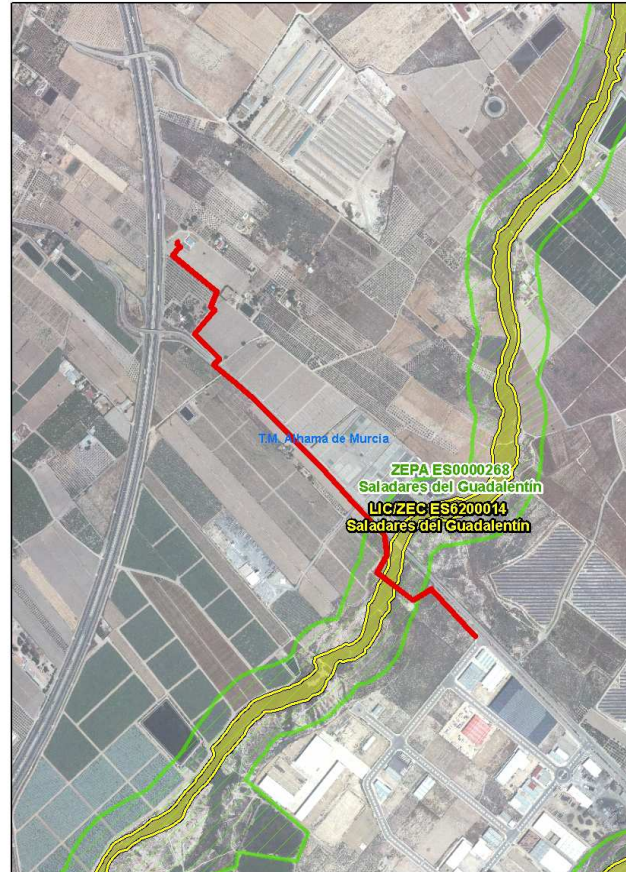 T.M. Alhama de Murcia
ZEPA ES0000268
Saladares del Guadalentín
LIC/ZEC ES6200014
Saladares del Guadalentín